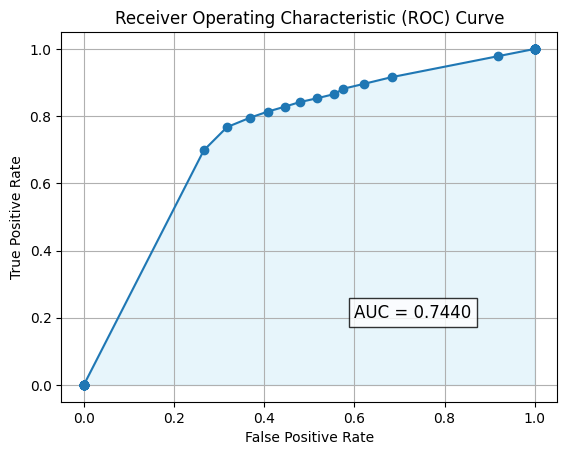 Receiver Operating Characteristic (ROC) Curve
1.0
0.8
0.6
0.4
0.2
0.0
True Positive Rate
AUC = 0.7440
0.0 0.2 0.4 0.6 0.8 1.0
False Positive Rate